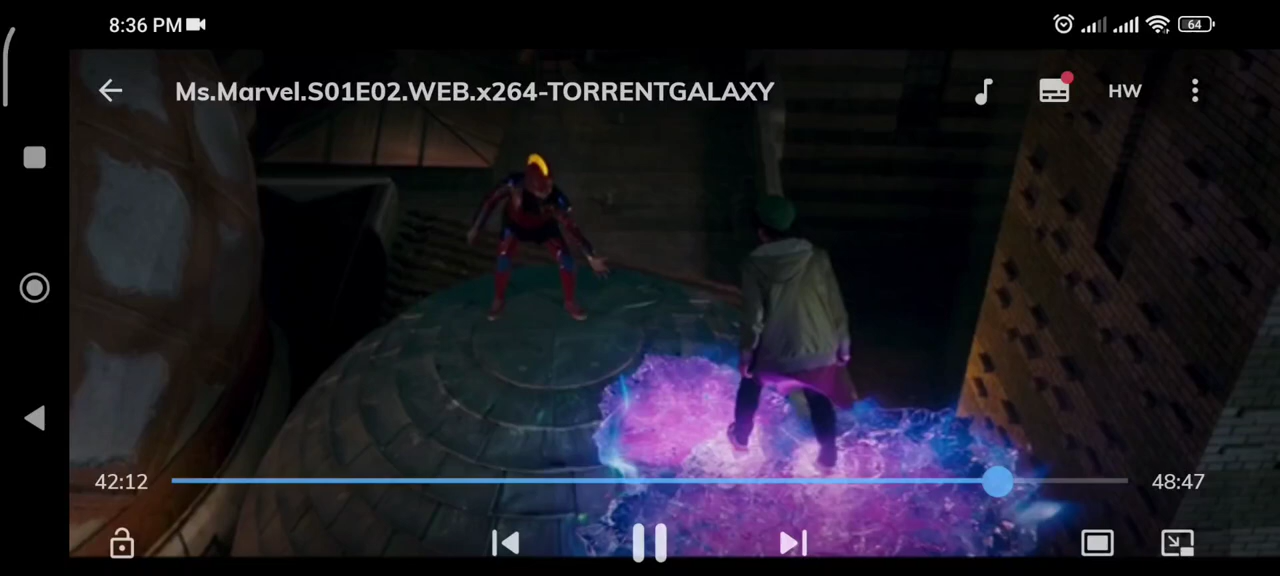 8:36 PM
64
Ms.Marvel.S01E02.WEB.x264-TORRENTGALAXY
HW
42:12
48:47